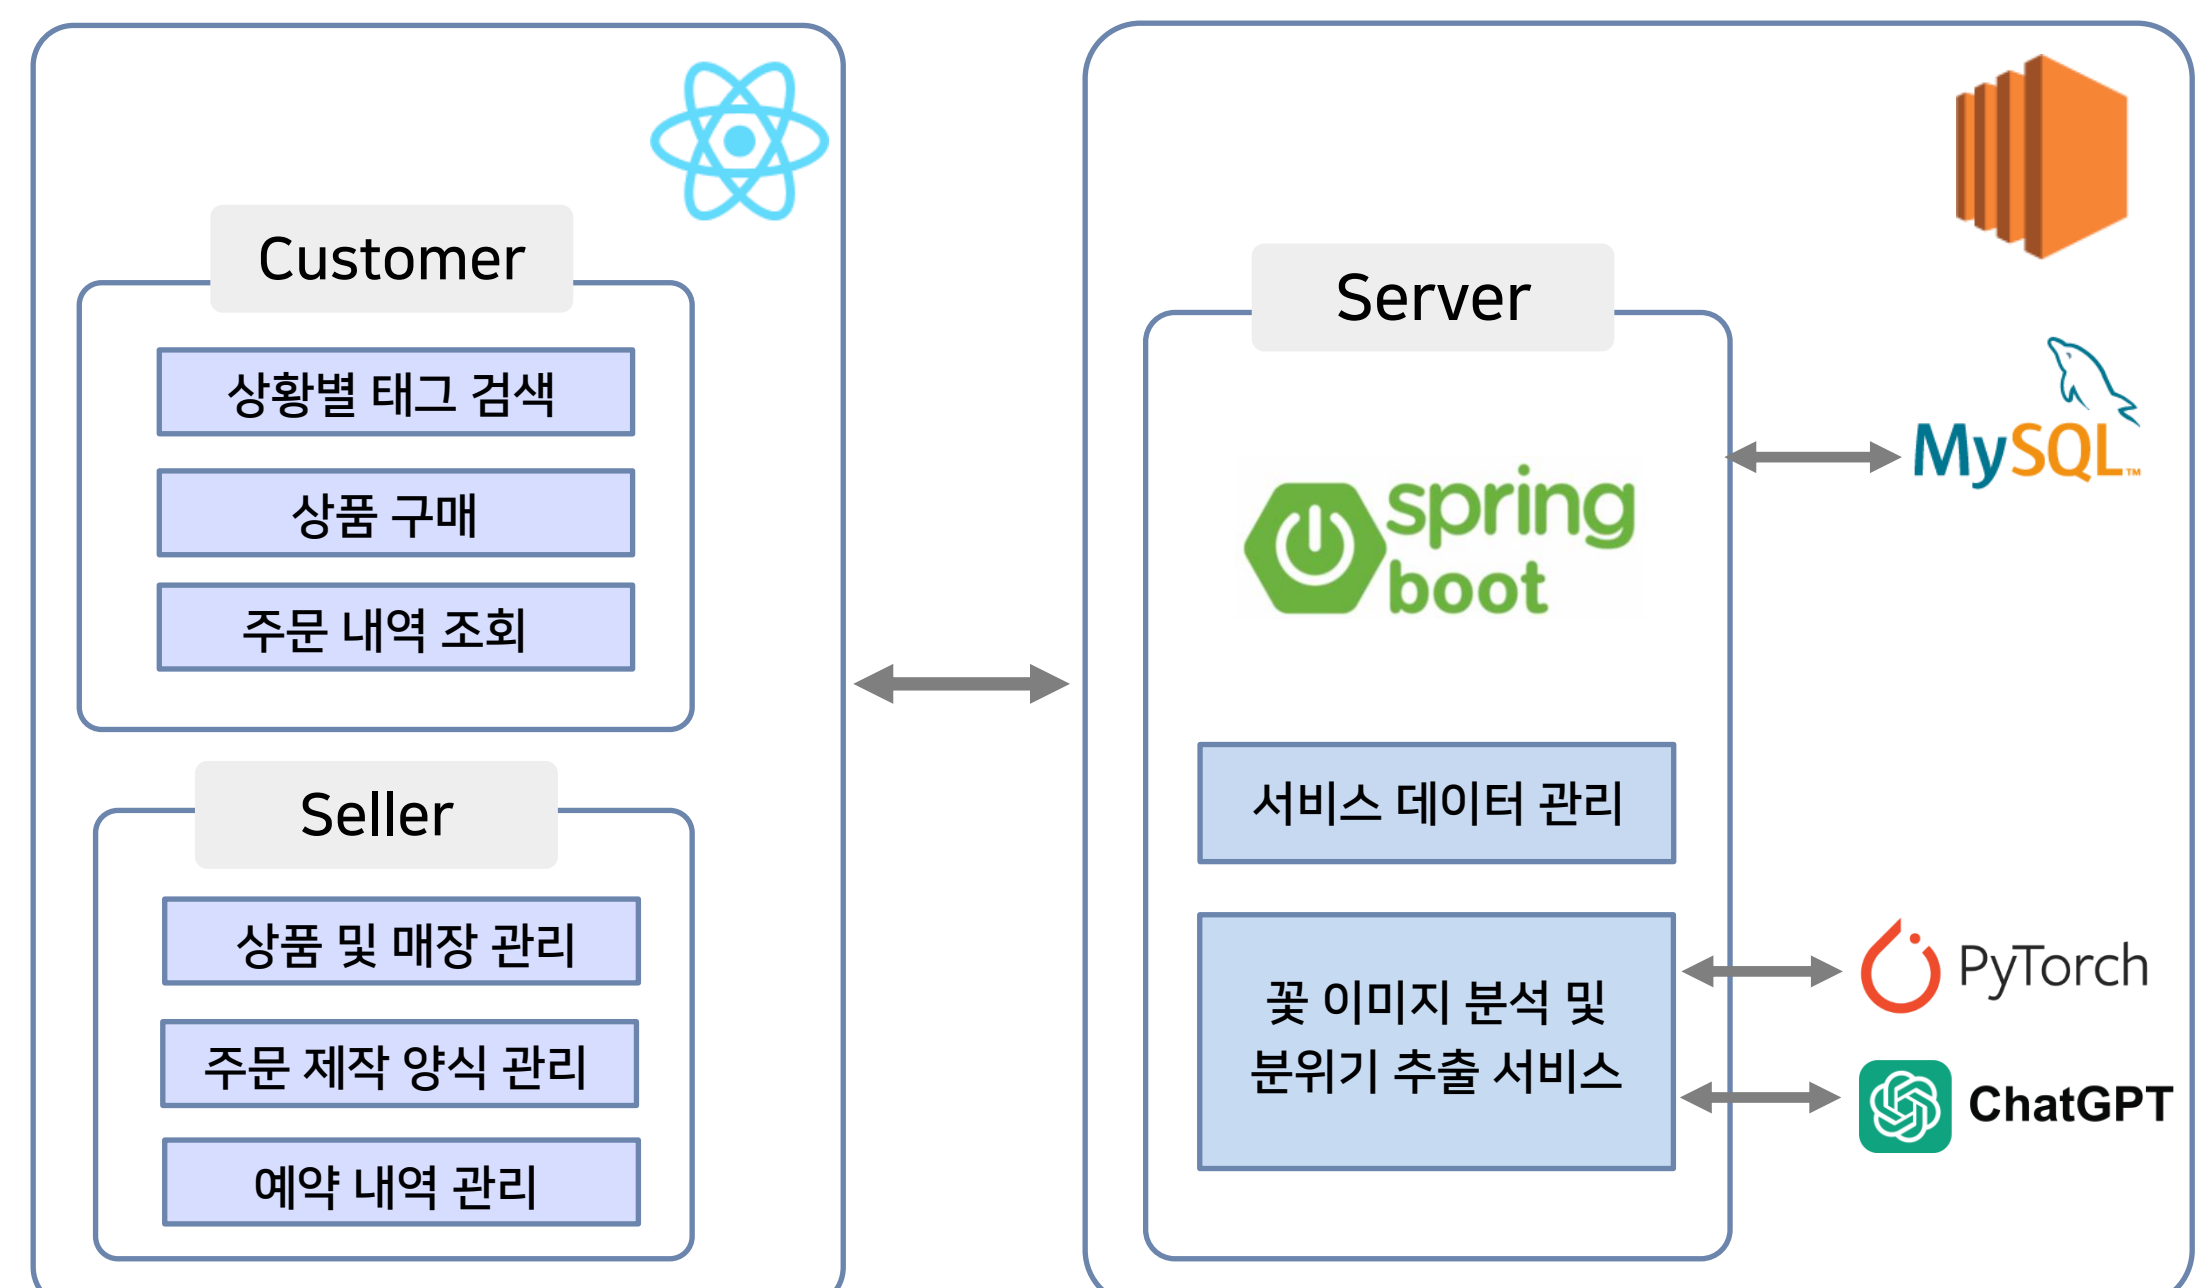 Customer
상황별 태그 검색
상품 구매
주문 내역 조회
Seller
상품 및 매장 관리
주문 제작 양식 관리
예약 내역 관리
Server
spring
boot
서비스 데이터 관리
꽃 이미지 분석 및
분위기 추출 서비스
MySQL™
PyTorch
ChatGPT